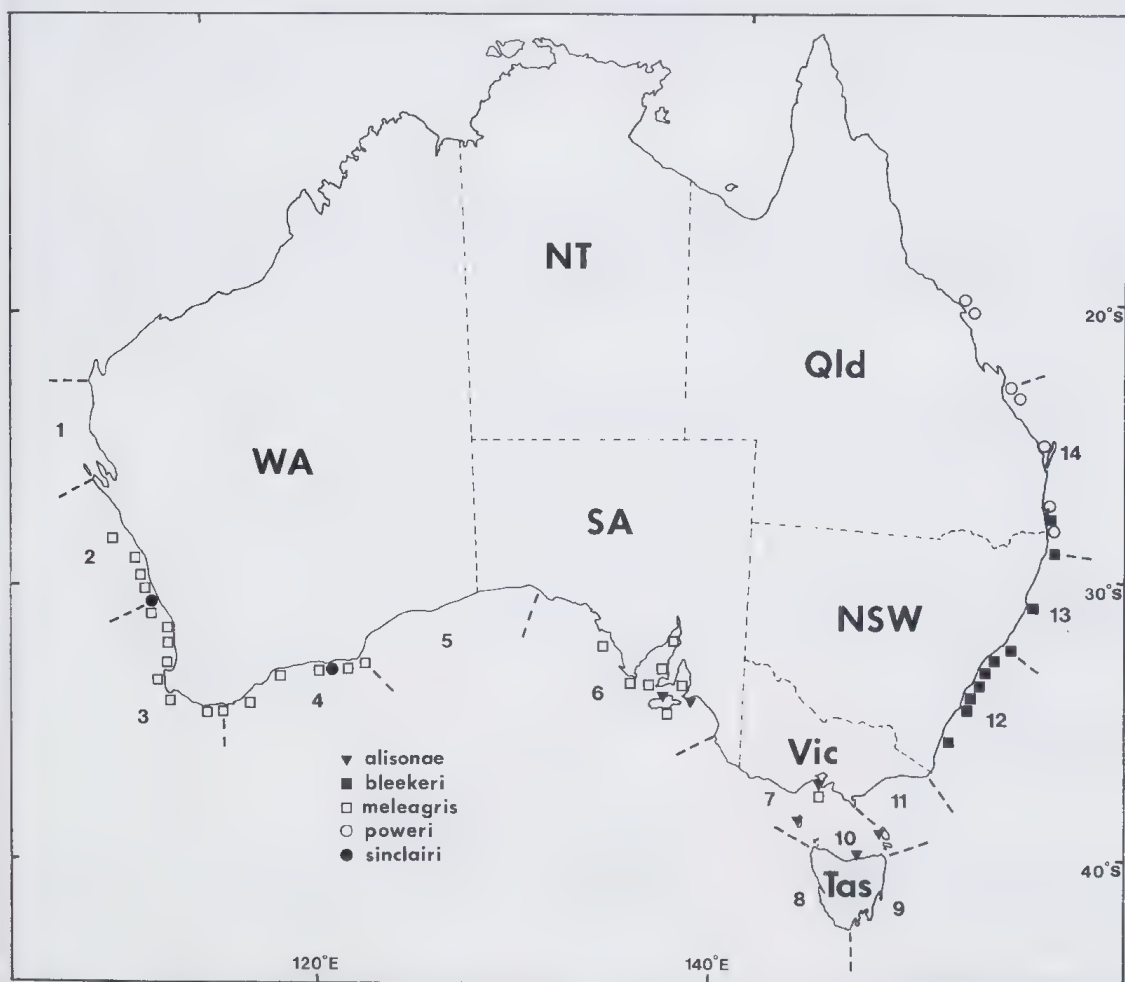 NT
20°S
Qld
1
WA
14
SA
2
30°S
13
NSW
5
6
4
3
12
Vic
▼ alisonae
■ bleekeri
□ meleagris
○ poweri
● sinclairi
7
11
10
40°S
Tas
8
9
120°E
140°E